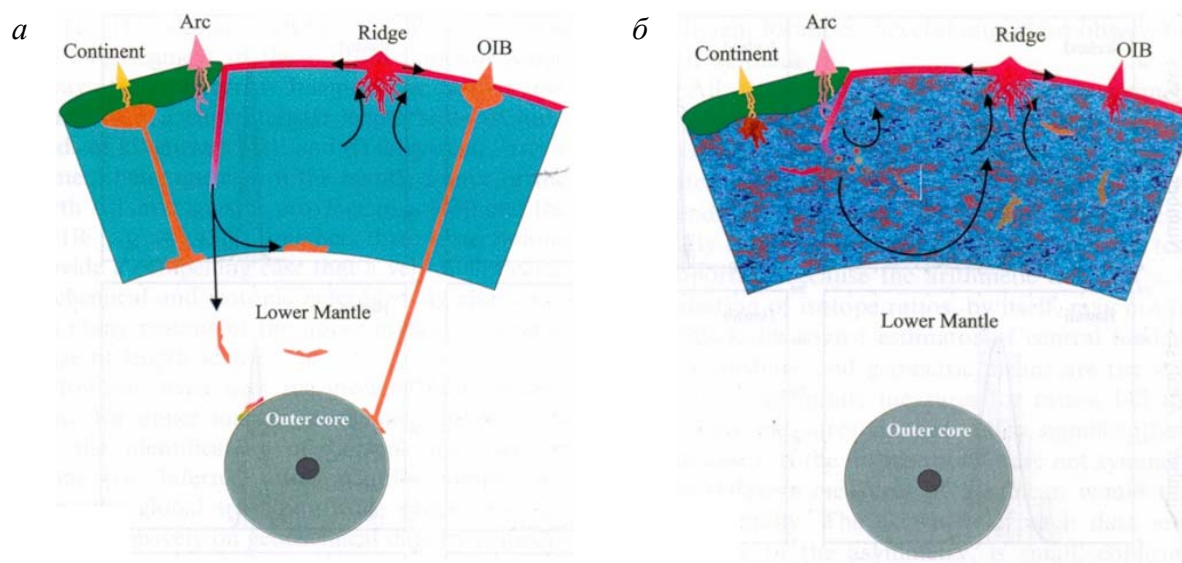 а
Arc
Continent
Ridge
OIB
Lower Mantle
Outer core
б
Arc
Continent
Ridge
OIB
Lower Mantle
Outer core